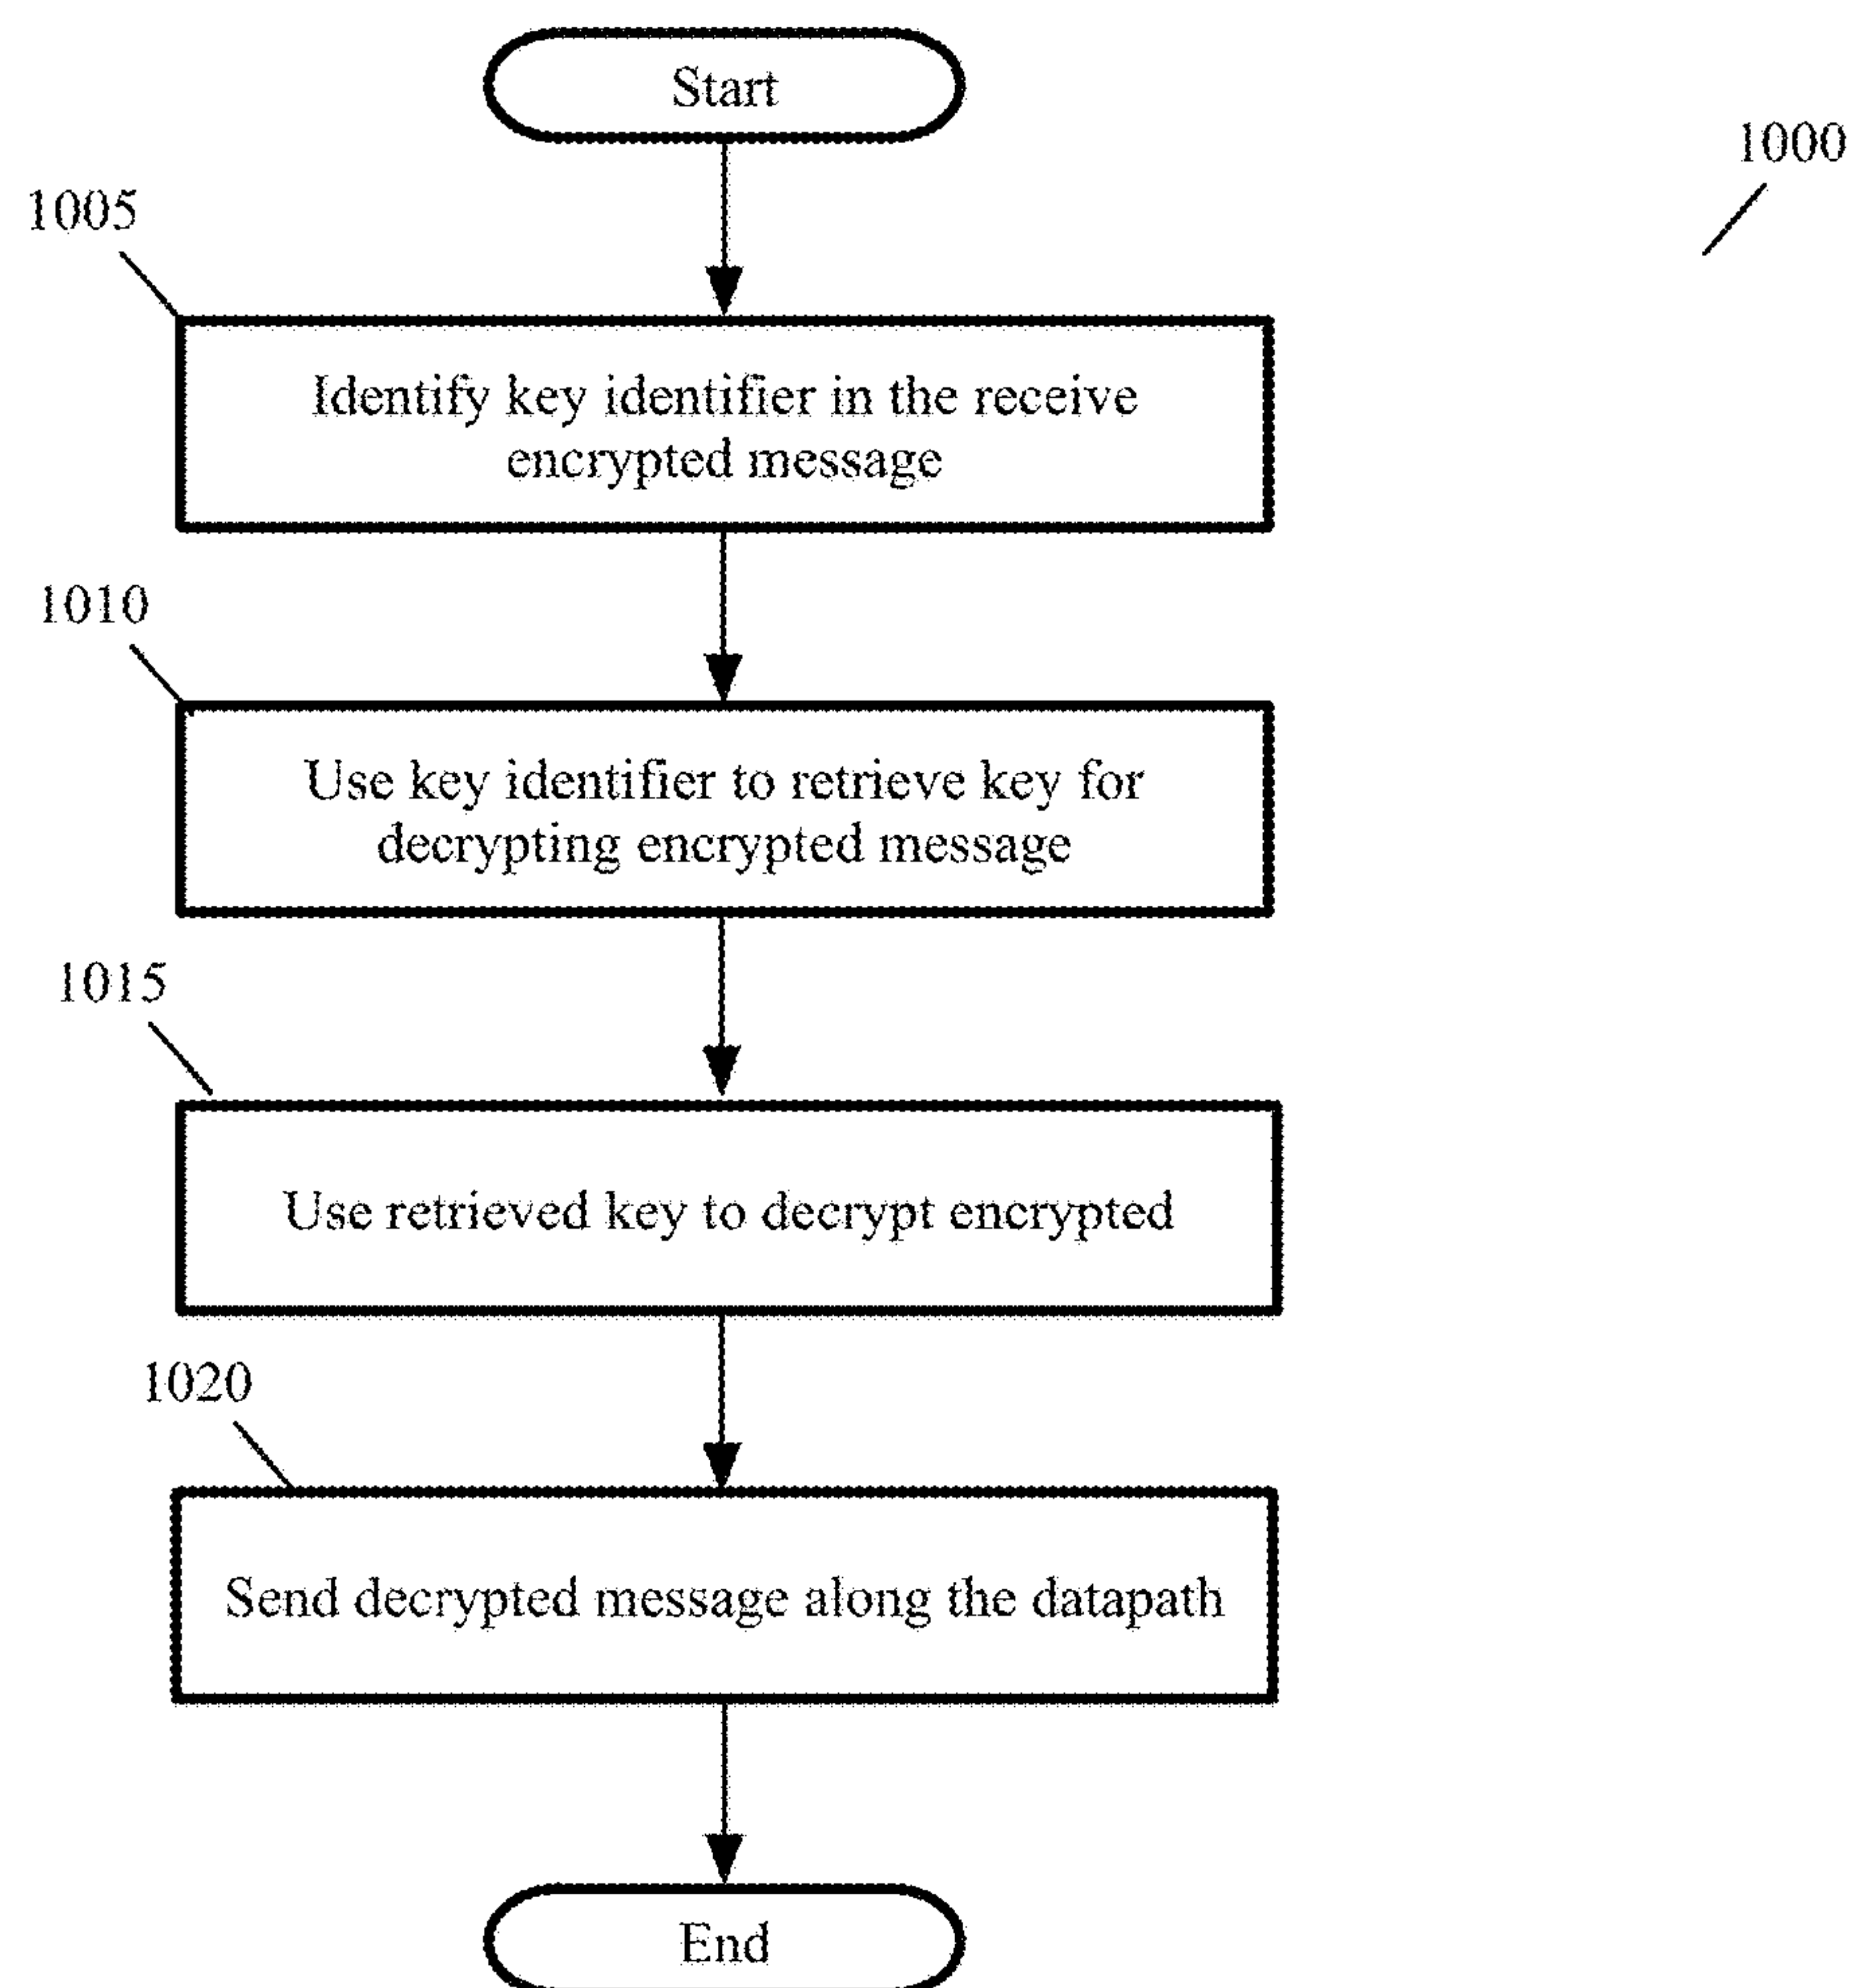 Start
1000
1005
Identify key identifier in the receive
encrypted message
1010
Use key identifier to retrieve key for
decrypting encrypted message
1015
Use retrieved key to decrypt encrypted
1020
Send decrypted message along the datapath
End